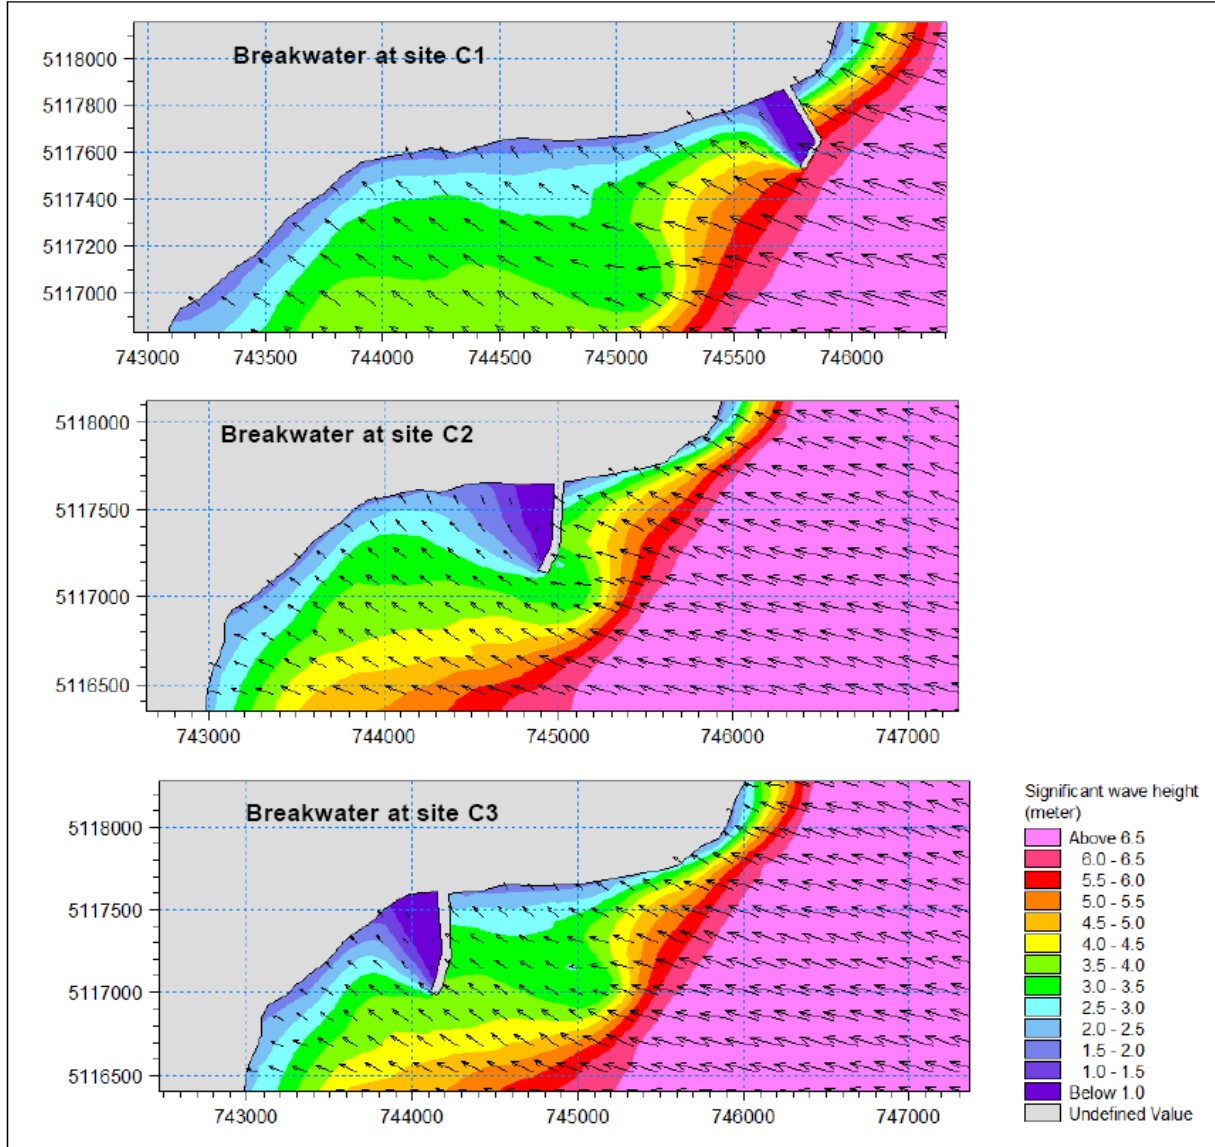 Breakwater at site C1
5118000
5117800
5117600
5117400
5117200
5117000
743000 743500 744000 744500 745000 745500 746000
Breakwater at site C2
5118000
5117500
5117000
5116500
743000 744000 745000 746000 747000
Breakwater at site C3
5118000
5117500
5117000
5116500
743000 744000 745000 746000 747000
Significant wave height
(meter)
Above 6.5
6.0 - 6.5
5.5 - 6.0
5.0 - 5.5
4.5 - 5.0
4.0 - 4.5
3.5 - 4.0
3.0 - 3.5
2.5 - 3.0
2.0 - 2.5
1.5 - 2.0
1.0 - 1.5
Below 1.0
Undefined Value